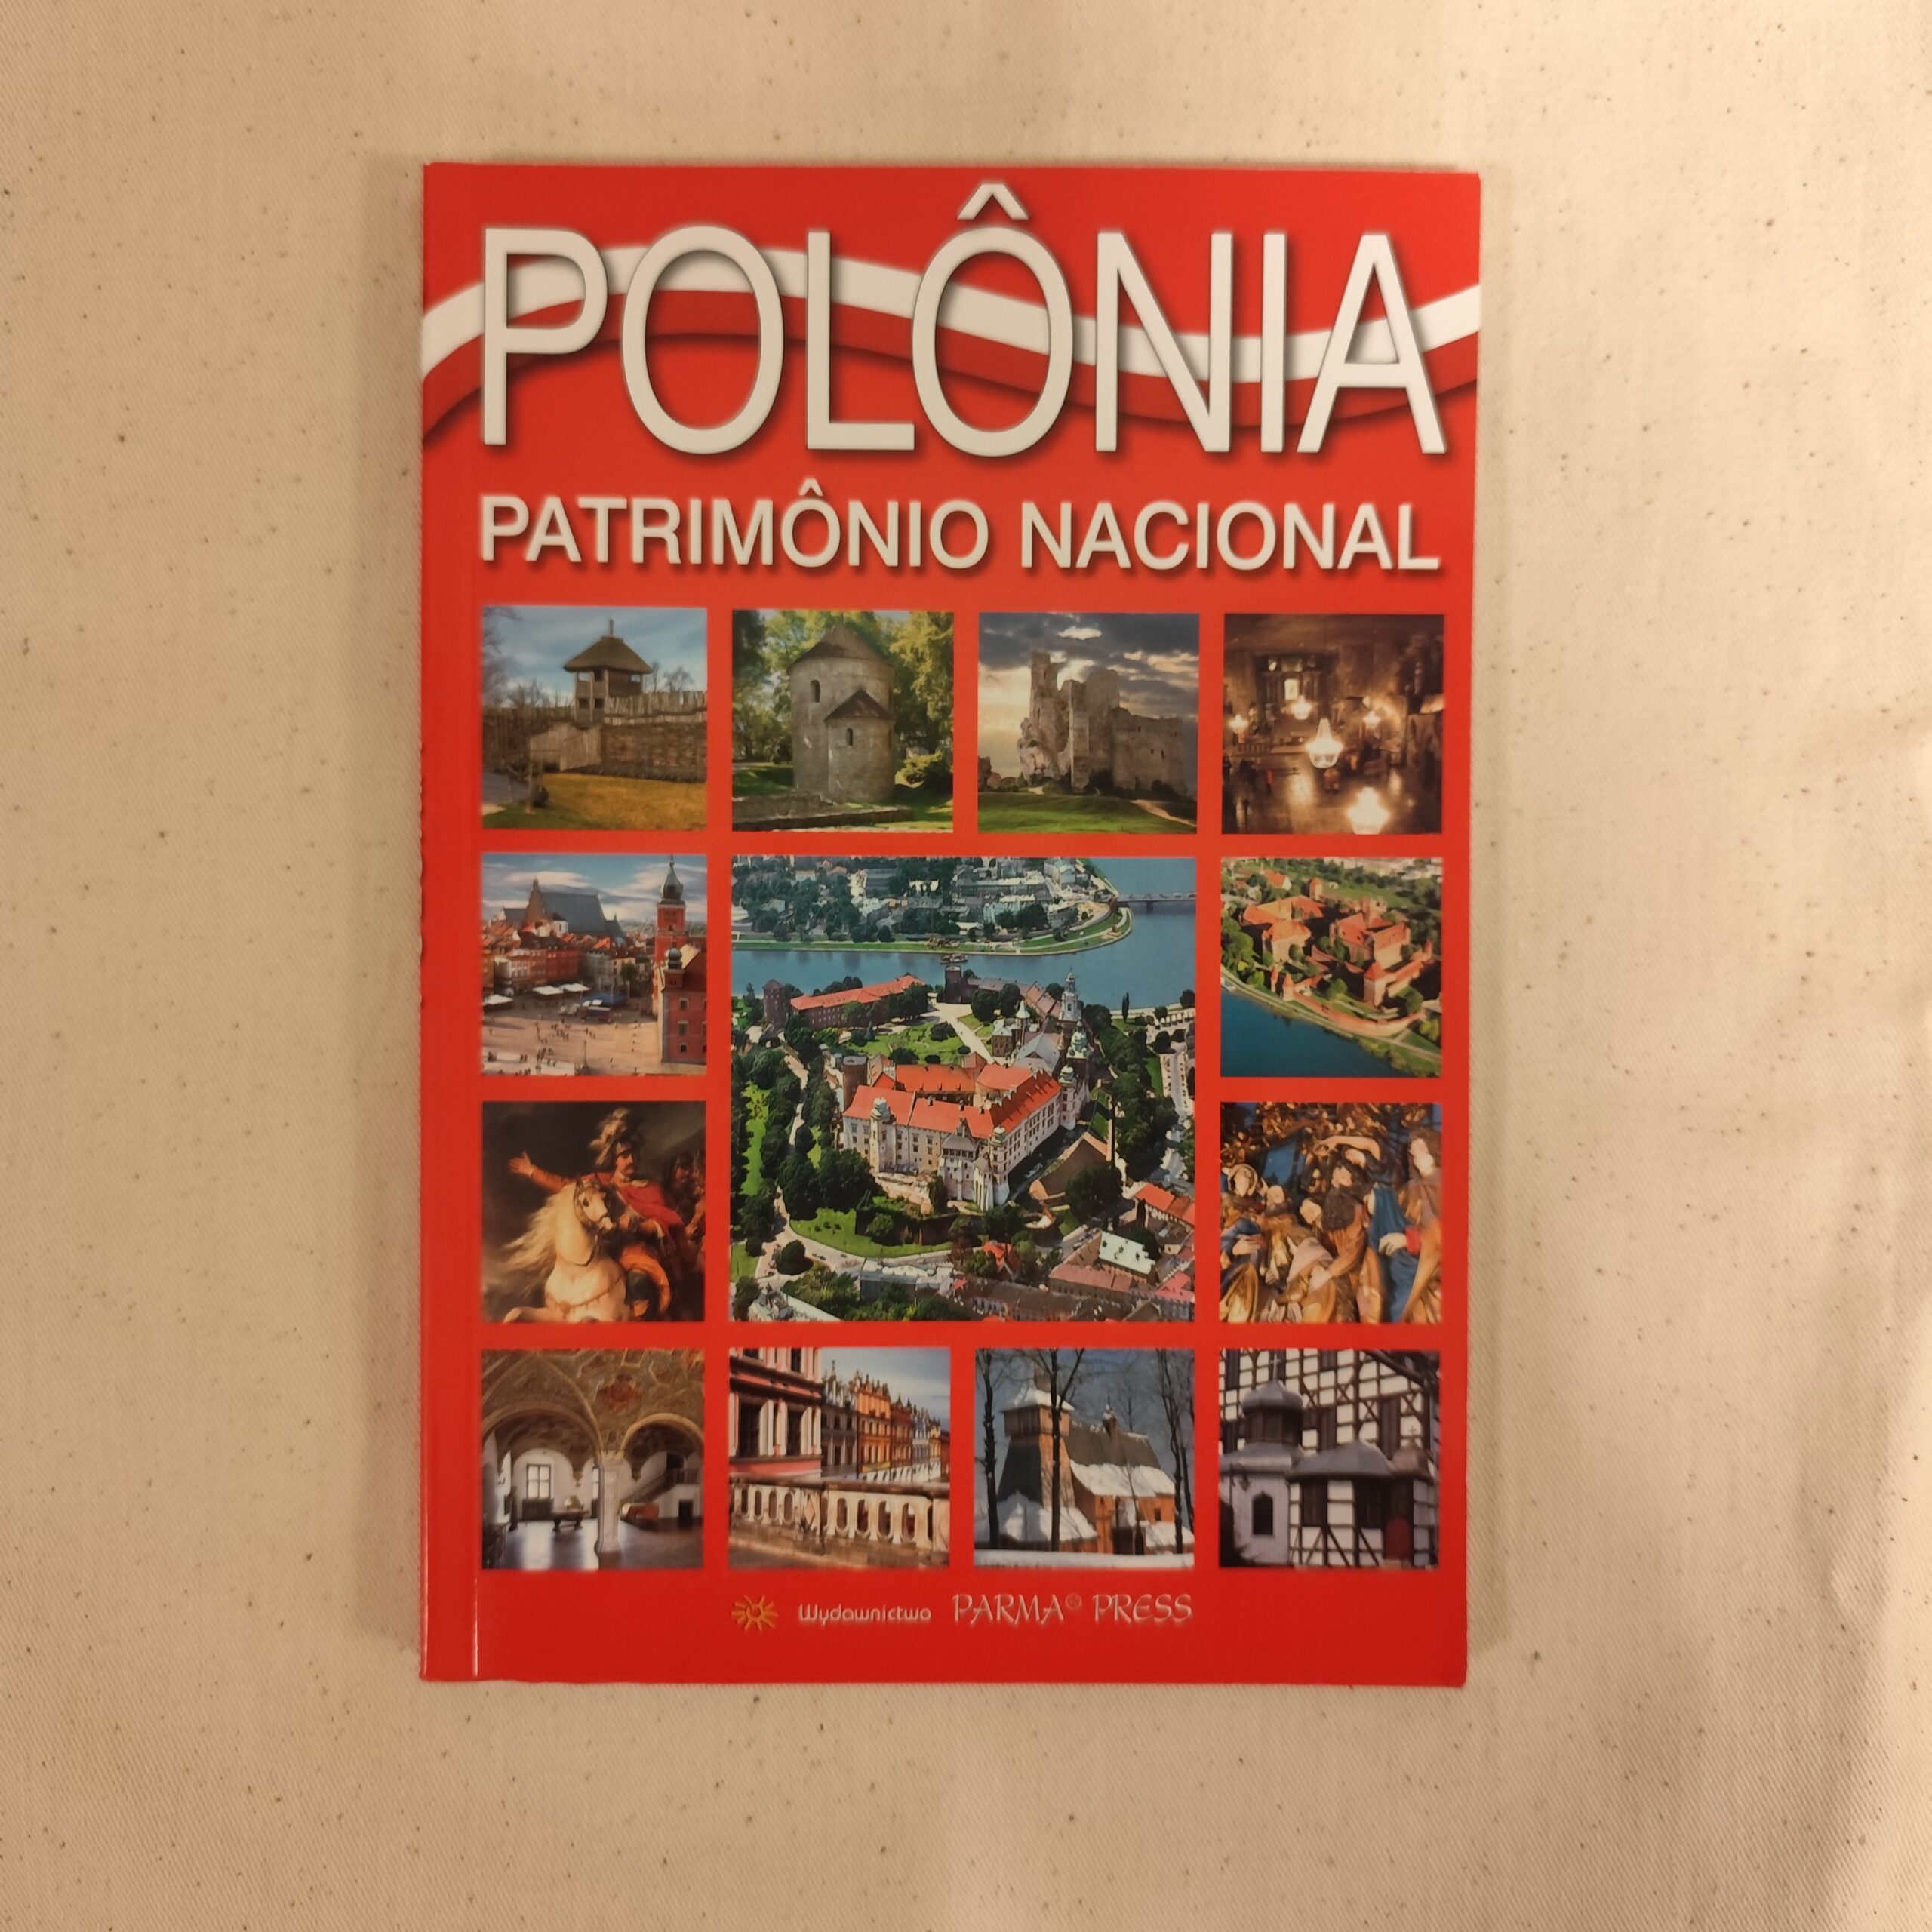 POLÔNIA
PATRIMÔNIO NACIONAL
Wydawnictwo PARMA® PRESS